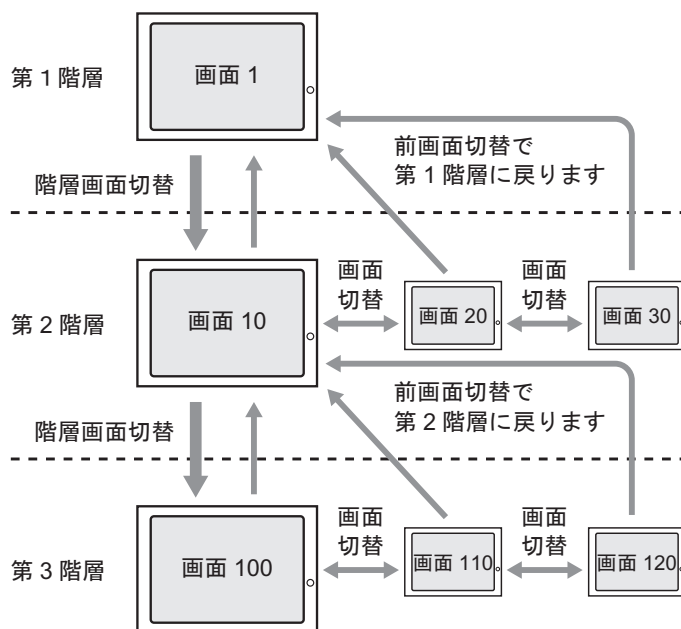 第 1 階層
画面 1
前画面切替で
第 1 階層に戻ります
階層画面切替
第 2 階層
画面 10
画面
切替
画面 20
画面
切替
画面 30
前画面切替で
第 2 階層に戻ります
階層画面切替
第 3 階層
画面 100
画面
切替
画面 110
画面
切替
画面 120